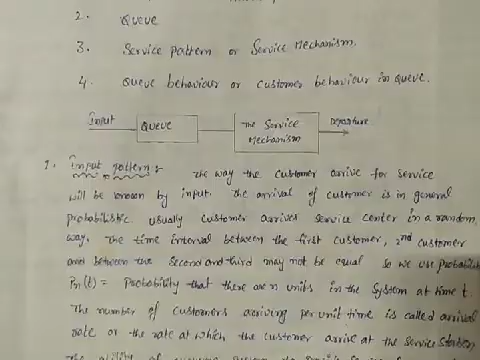 2. Queue
3. Service pattern or Service Mechanism.
4. Queue behaviour or customer behaviour in queue.
Input
Queue
The Service Mechanism
Departure
1. Input pattern : The way the customer arrive for service
will be known by input. The arrival of customer is in general
probabilistic. usually customer arrives service center in a random
way. The time interval between the first customer, 2nd customer
and between the second and third may not be equal so we use
Pn(t) = Probability that there are n units in the System at time t.
The number of customers arriving per unit time is called arrival
rate or the rate at which the customer arrive at the service